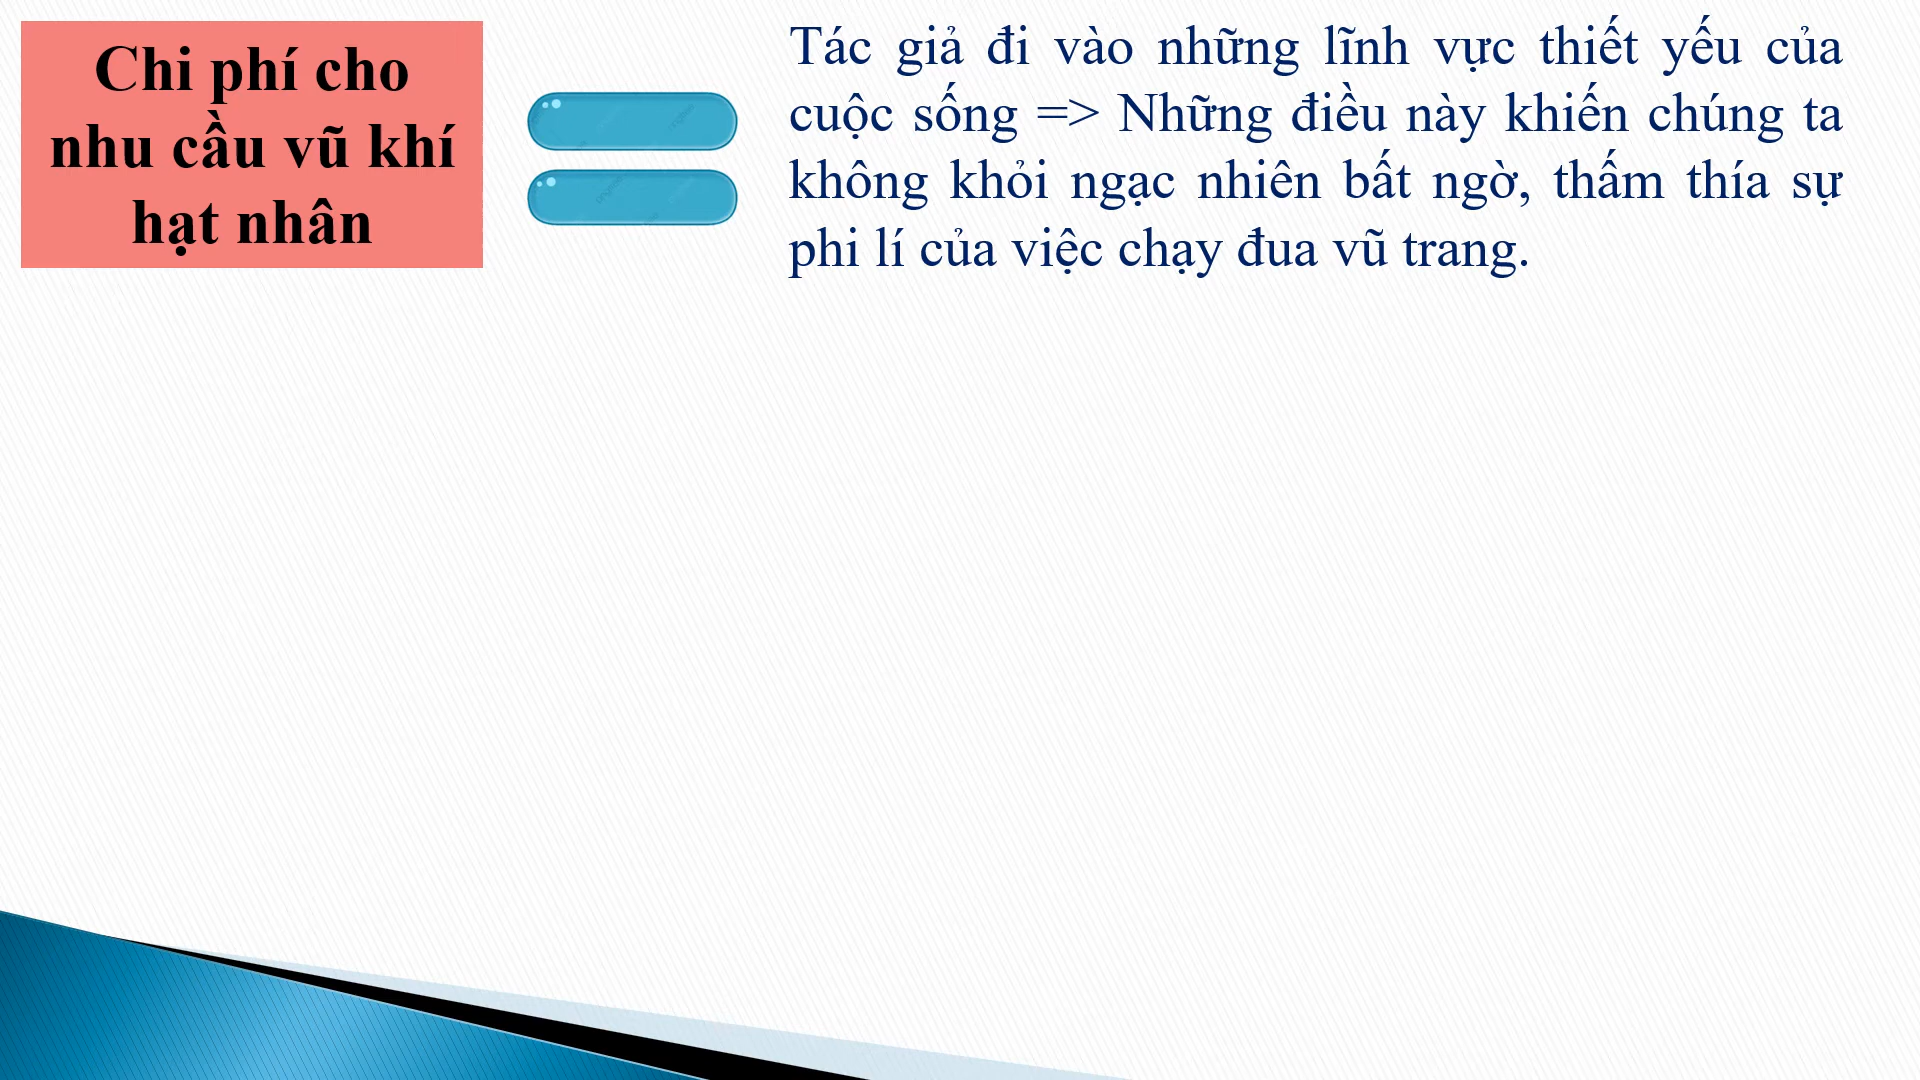 Chi phí cho
nhu cầu vũ khí
hạt nhân
Tác giả đi vào những lĩnh vực thiết yếu của
cuộc sống => Những điều này khiến chúng ta
không khỏi ngạc nhiên bất ngờ, thấm thía sự
phi lí của việc chạy đua vũ trang.